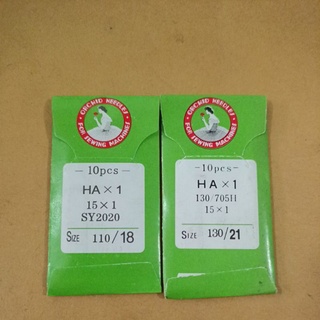 ORCHID NEEDLES
FOR SEWING MACHINES
-10pcs-
HA×1
15×1
SY2020
SIZE 110/18
ORCHID NEEDLES
FOR SEWING MACHINES
-10pcs-
HA×1
130/705H
15×1
SIZE 130/21